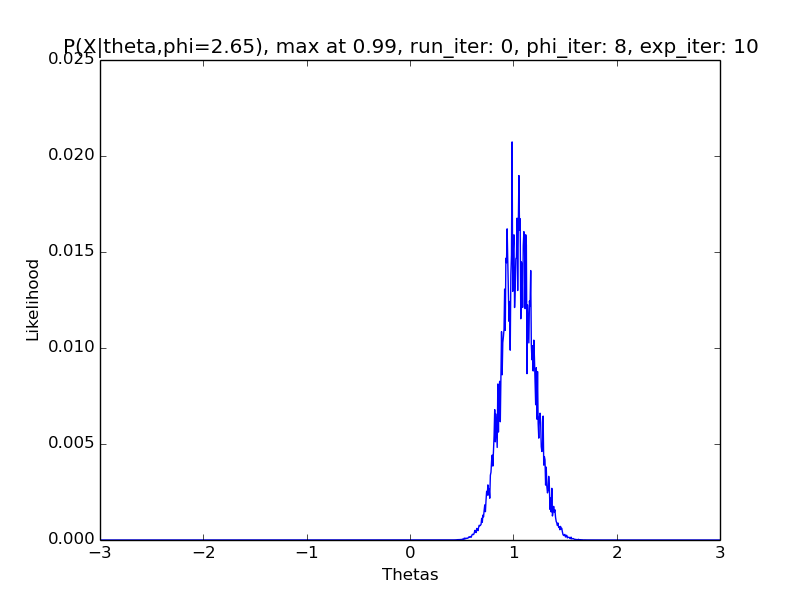 P(X|theta,phi=2.65), max at 0.99, run_iter: 0, phi_iter: 8, exp_iter: 10
0.025
0.020
0.015
0.010
0.005
0.000
Likelihood
−3 −2 −1 0 1 2 3
Thetas